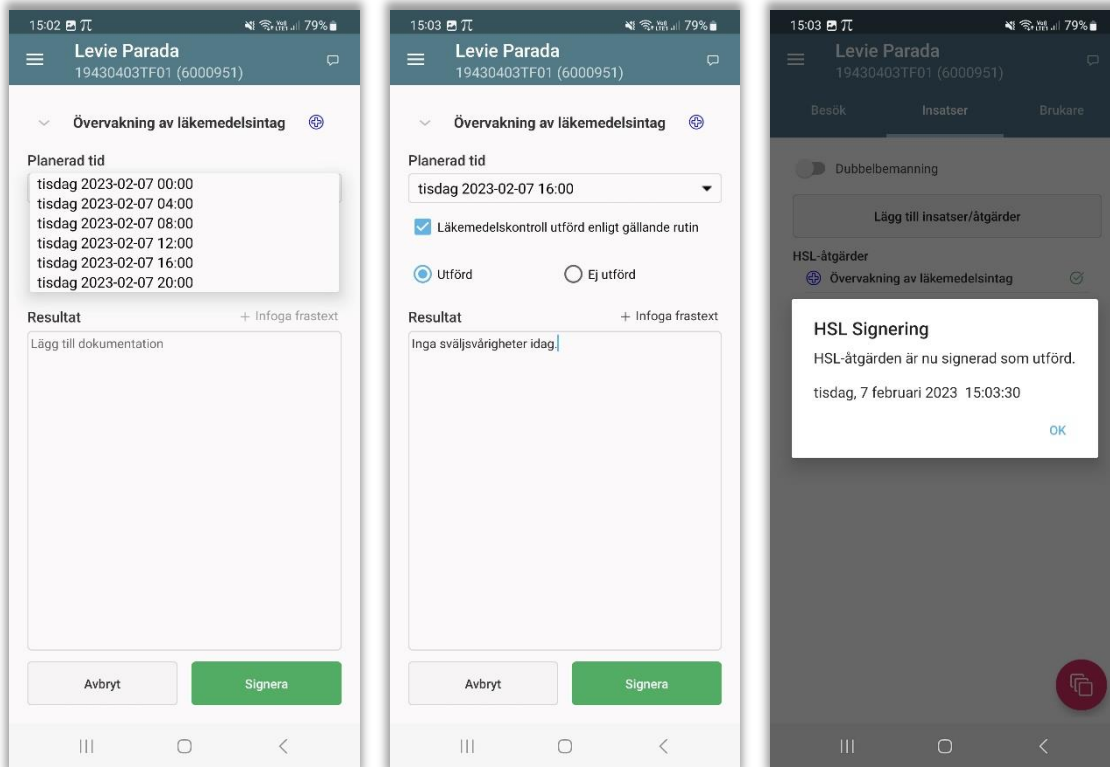 15:02
79%
Levie Parada
19430403TF01 (6000951)
Övervakning av läkemedelsintag
Planerad tid
tisdag 2023-02-07 00:00
tisdag 2023-02-07 04:00
tisdag 2023-02-07 08:00
tisdag 2023-02-07 12:00
tisdag 2023-02-07 16:00
tisdag 2023-02-07 20:00
Resultat
+ Infoga frastext
Lägg till dokumentation
Avbryt
Signera
15:03
79%
Levie Parada
19430403TF01 (6000951)
Övervakning av läkemedelsintag
Planerad tid
tisdag 2023-02-07 16:00
Läkemedelskontroll utförd enligt gällande rutin
Utförd
Ej utförd
Resultat
+ Infoga frastext
Inga sväljsvårigheter idag.
Avbryt
Signera
15:03
79%
Levie Parada
19430403TF01 (6000951)
Besök
Insatser
Brukare
Dubbelbemanning
Lägg till insatser/åtgärder
HSL-åtgärder
Övervakning av läkemedelsintag
HSL Signering
HSL-åtgärden är nu signerad som utförd.
tisdag, 7 februari 2023 15:03:30
OK